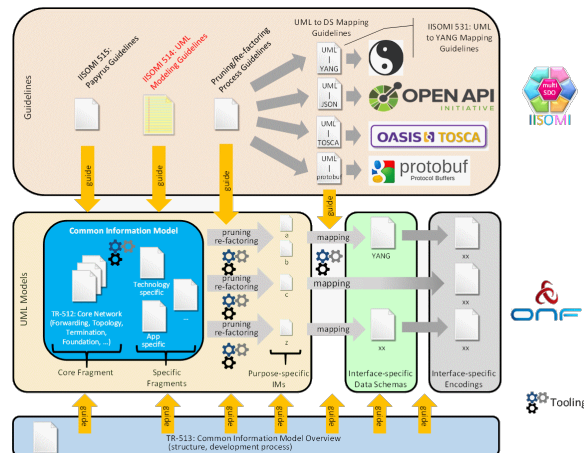 Guidelines
IISOMI 515:
Papyrus Guidelines
IISOMI 514: UML
Modeling Guidelines
Pruning/Re-factoring
Process Guidelines
UML to DS Mapping
Guidelines
IISOMI 531: UML
to YANG Mapping
Guidelines
UML
|
YANG
UML
|
JSON
OPEN API
INITIATIVE
UML
|
TOSCA
OASIS TOSCA
UML
|
protobuf
protobuf
Protocol Buffers
multi
SDO
IISOMI
guide
guide
guide
guide
UML Models
Common Information Model
TR-512: Core Network
(Forwarding, Topology,
Termination,
Foundation, ...)
Technology
specific
App
specific
...
Core Fragment
Specific
Fragments
pruning
re-factoring
pruning
re-factoring
pruning
re-factoring
a
b
c
z
Purpose-specific
IMs
mapping
mapping
mapping
YANG
xx
Interface-specific
Data Schemas
xx
xx
xx
Interface-specific
Encodings
ONF
Tooling
guide
guide
guide
guide
guide
guide
guide
TR-513: Common Information Model Overview
(structure, development process)